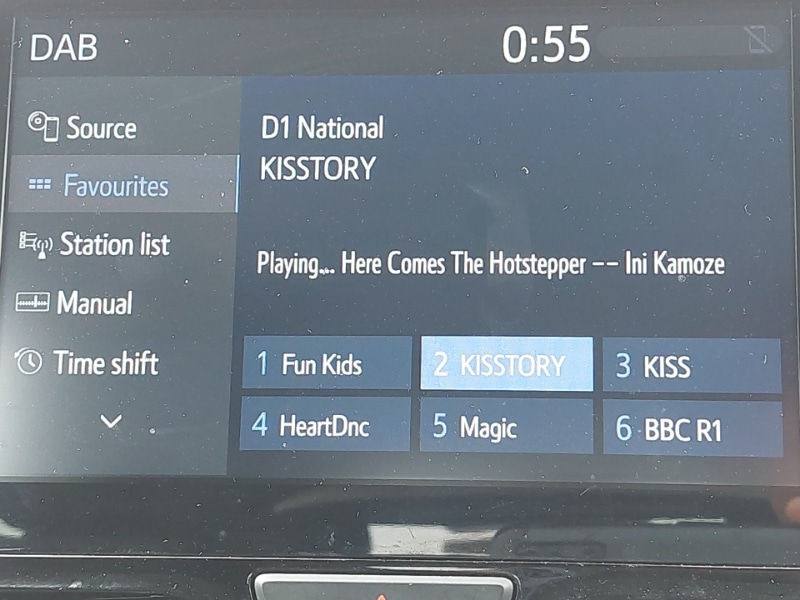 DAB
0:55
Source
Favourites
Station list
Manual
Time shift
D1 National
KISSTORY
Playing... Here Comes The Hotstepper -- Ini Kamoze
1 Fun Kids
2 KISSTORY
3 KISS
4 HeartDnc
5 Magic
6 BBC R1